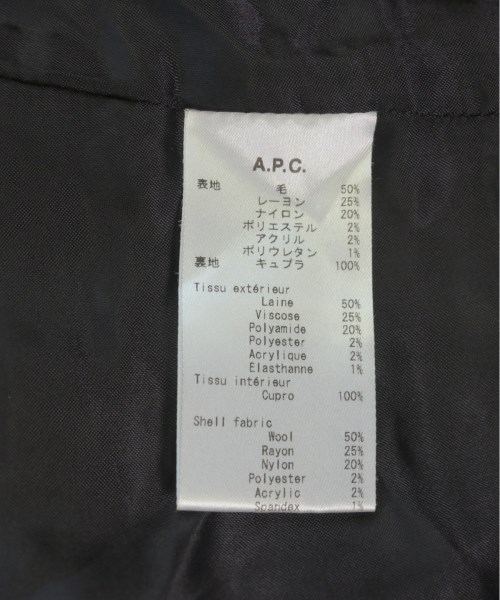 A.P.C.
表地 毛 50%
レーヨン 25%
ナイロン 20%
ポリエステル 2%
アクリル 2%
ポリウレタン 1%
裏地 キュプラ 100%
Tissu extérieur
Laine 50%
Viscose 25%
Polyamide 20%
Polyester 2%
Acrylique 2%
Elasthanne 1%
Tissu intérieur
Cupro 100%
Shell fabric
Wool 50%
Rayon 25%
Nylon 20%
Polyester 2%
Acrylic 2%
Spandex 1%